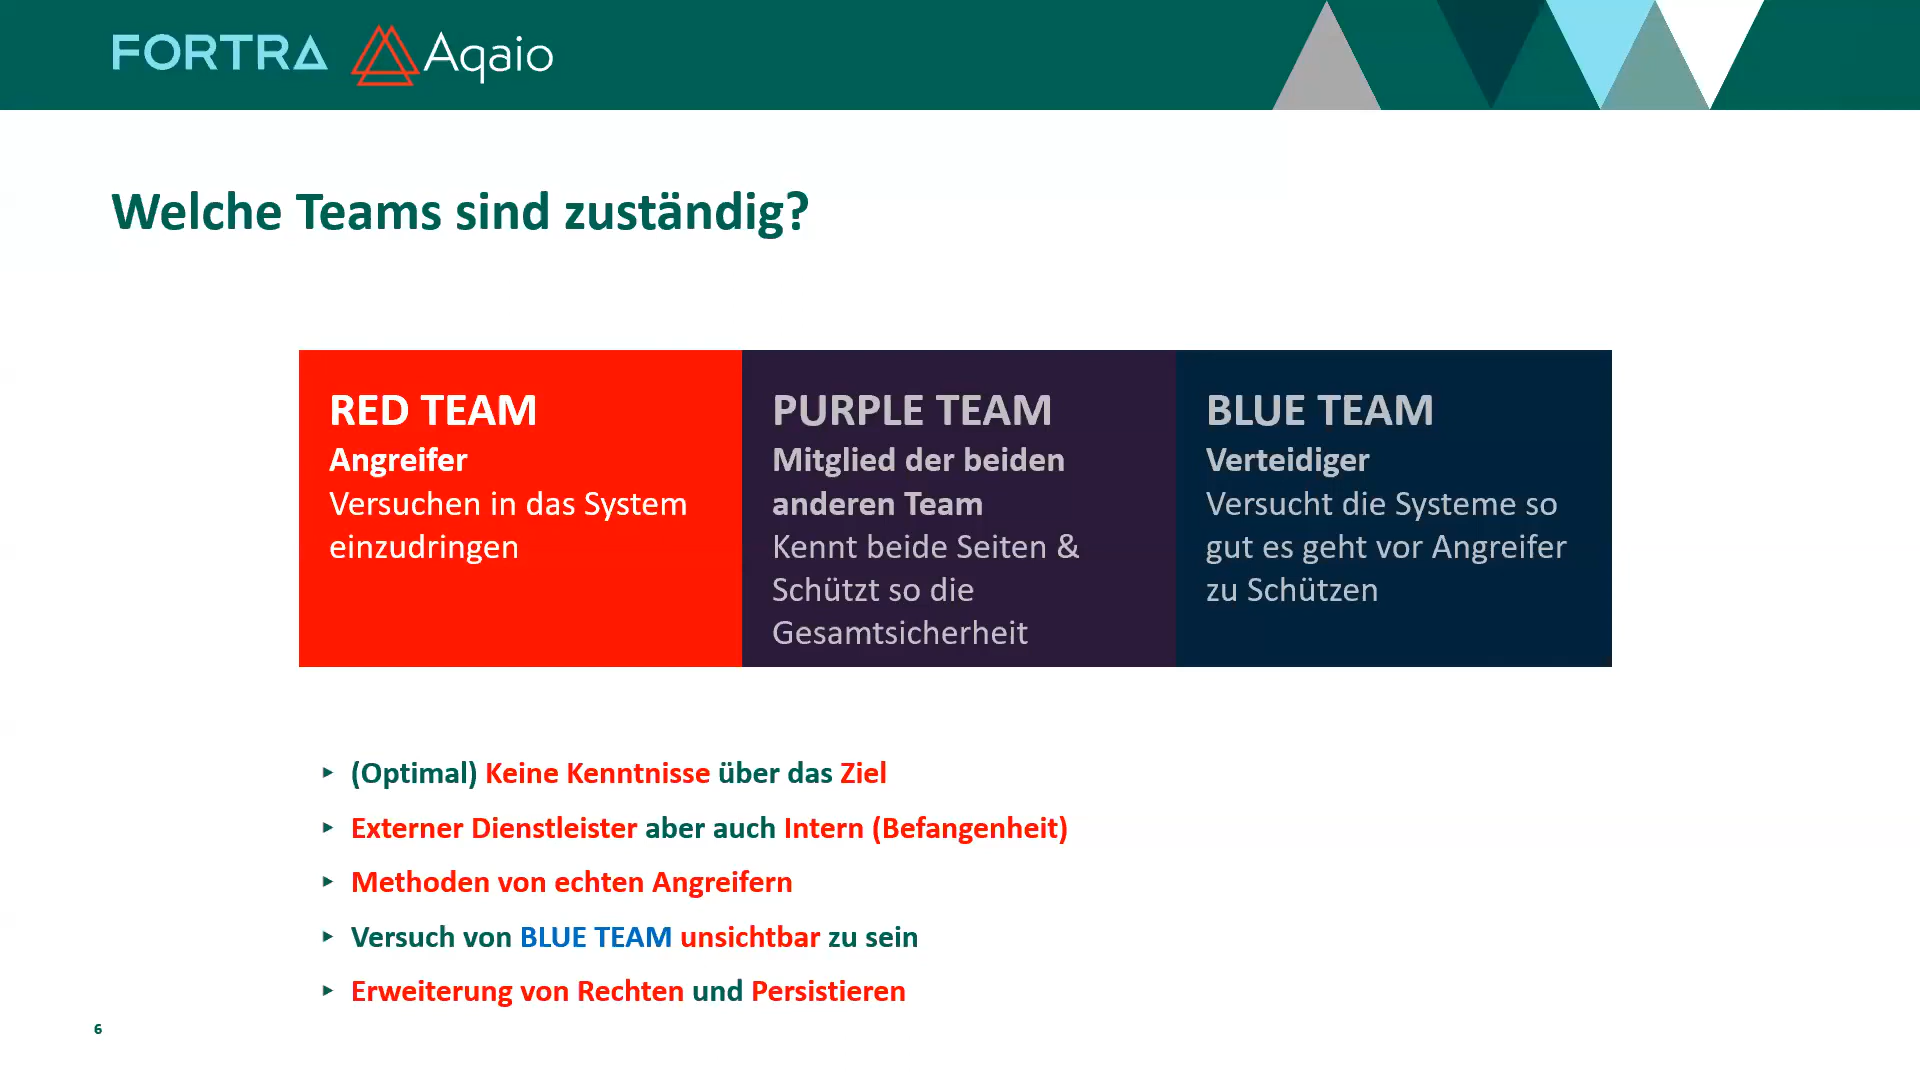 FORTRA Aqaio
Welche Teams sind zuständig?
RED TEAM
Angreifer
Versuchen in das System
einzudringen
PURPLE TEAM
Mitglied der beiden
anderen Team
Kennt beide Seiten &
Schützt so die
Gesamtsicherheit
BLUE TEAM
Verteidiger
Versucht die Systeme so
gut es geht vor Angreifer
zu Schützen
(Optimal) Keine Kenntnisse über das Ziel
Externer Dienstleister aber auch Intern (Befangenheit)
Methoden von echten Angreifern
Versuch von BLUE TEAM unsichtbar zu sein
Erweiterung von Rechten und Persistieren
6